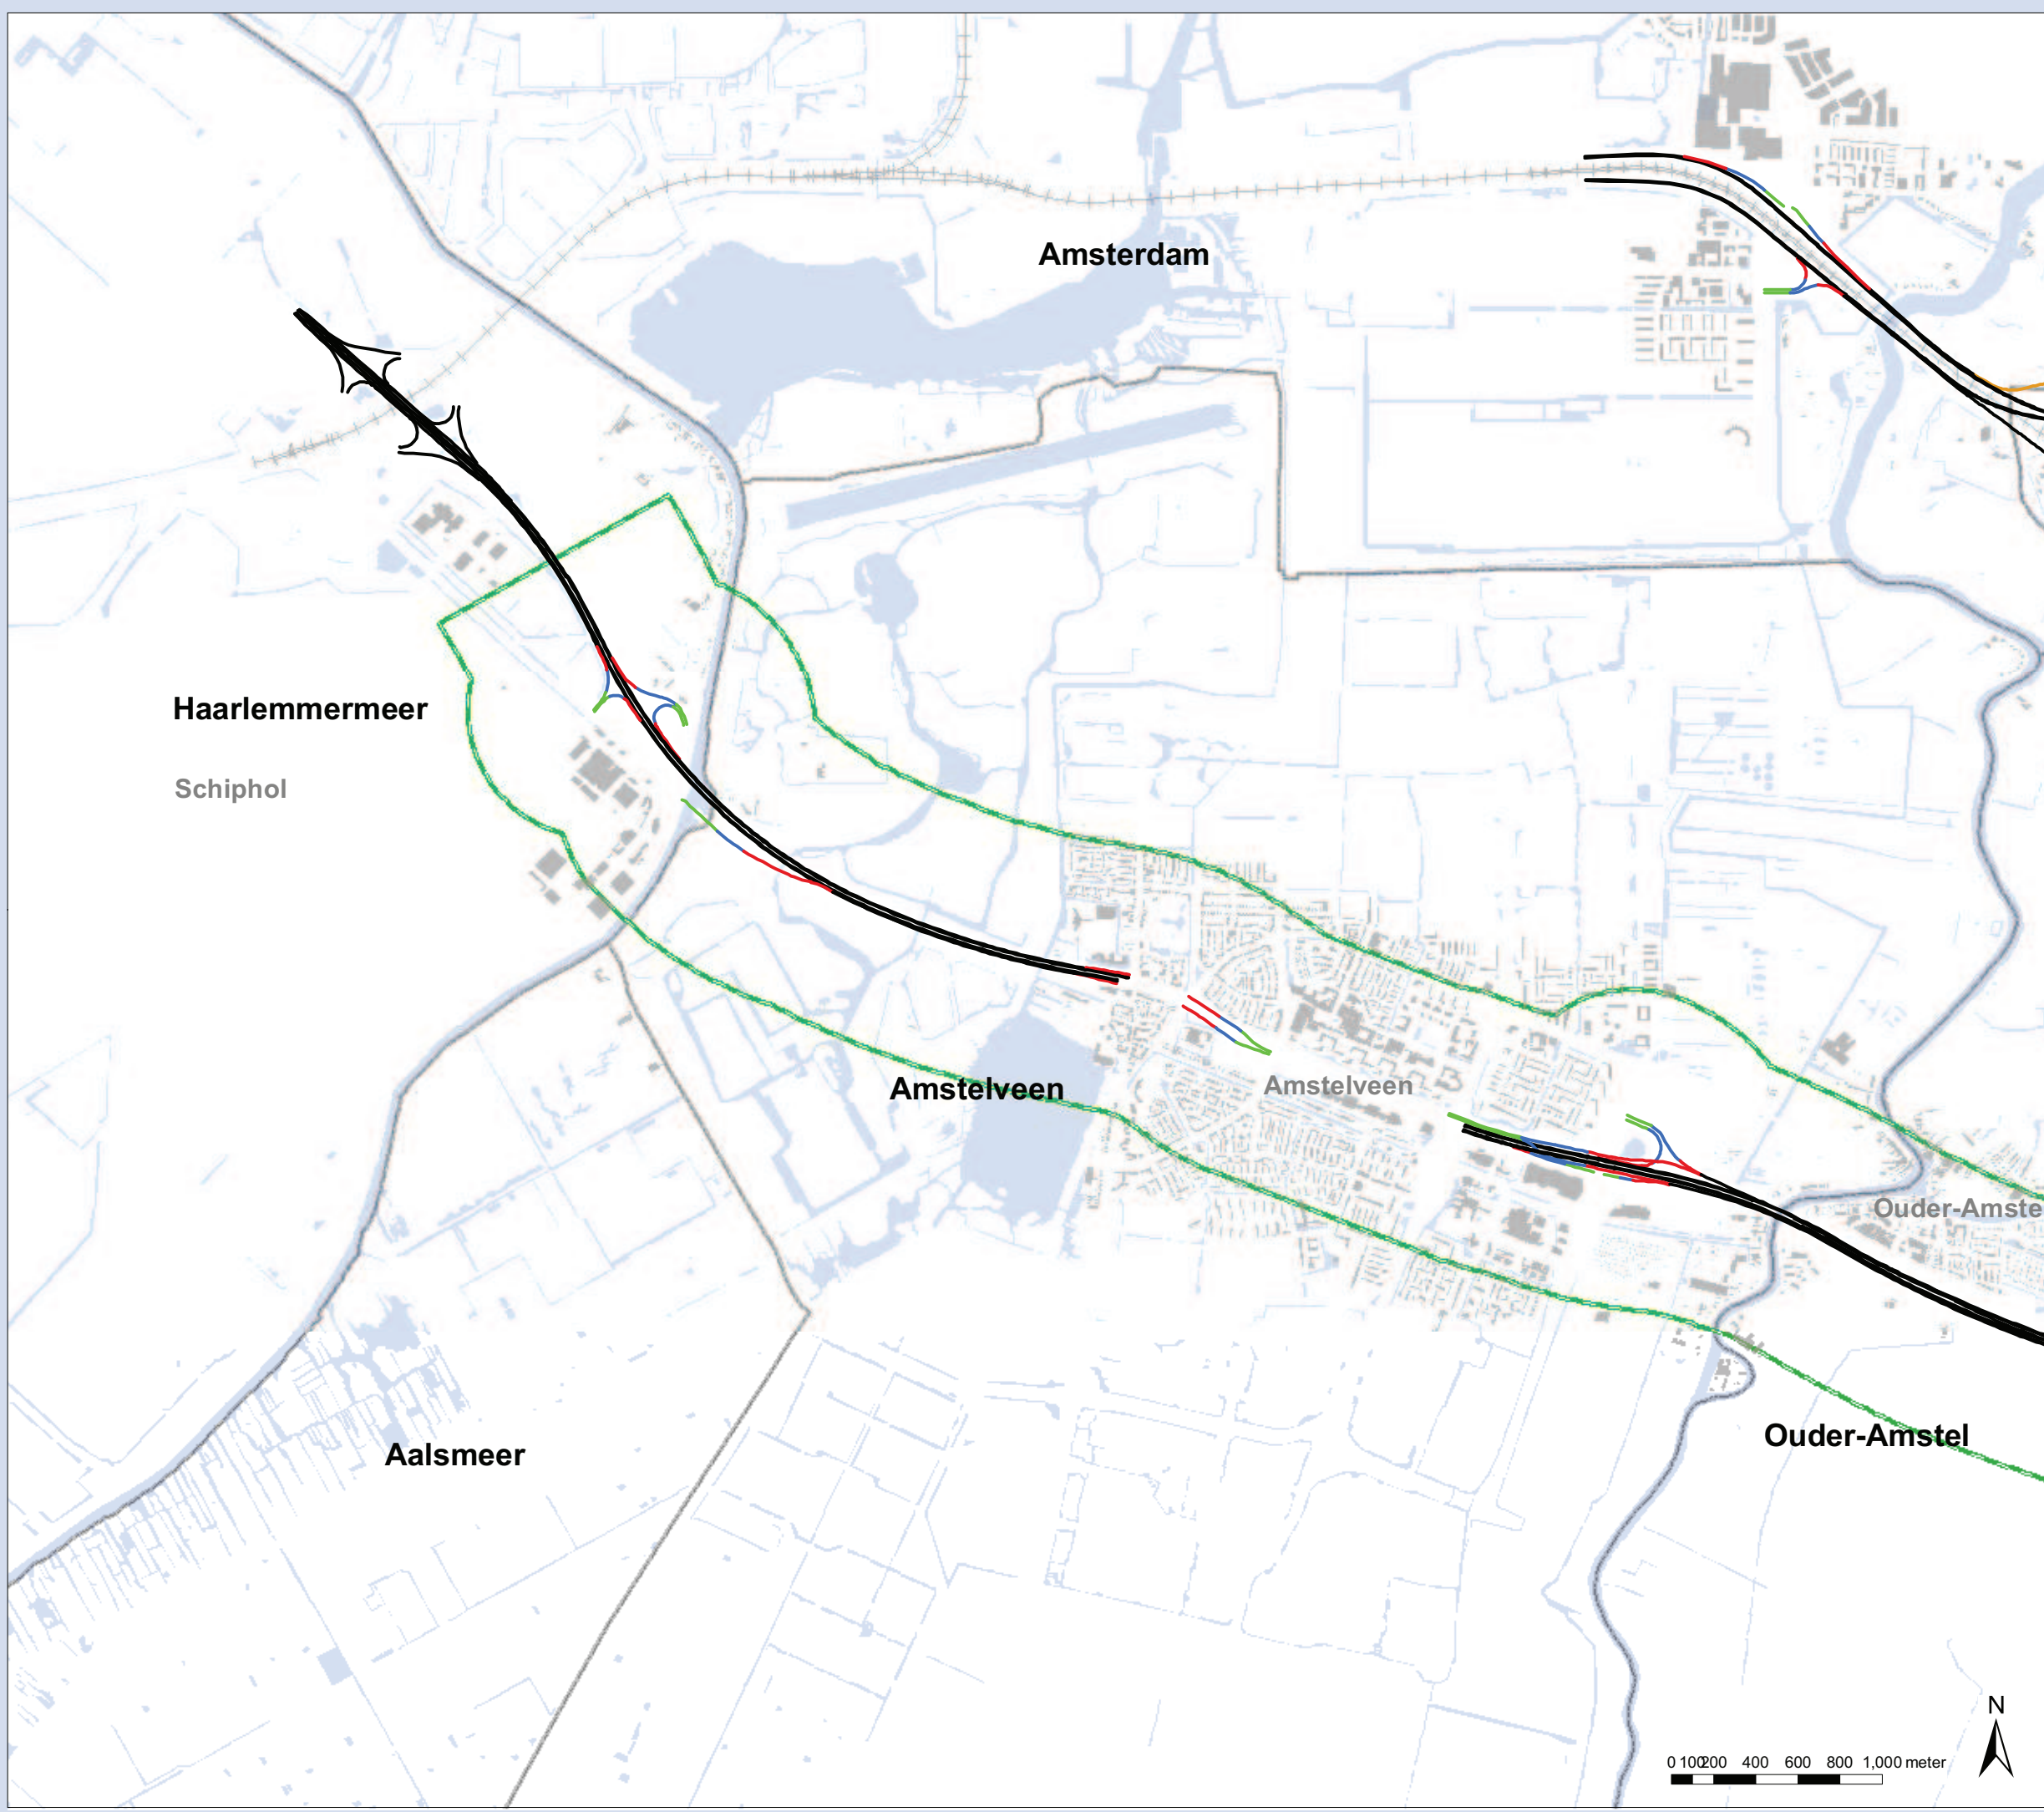 Amsterdam
Haarlemmermeer
Schiphol
Amstelveen
Amstelveen
Ouder-Amste
Ouder-Amstel
Aalsmeer
N
0 100200 400 600 800 1,000 meter